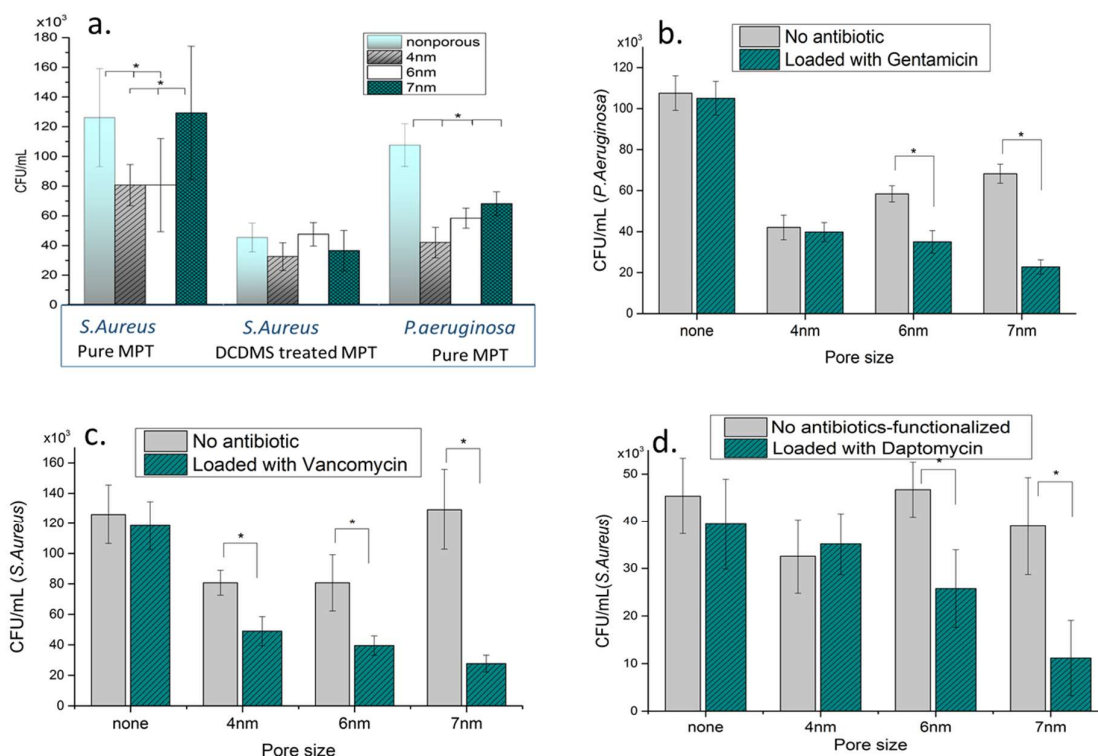 a.
x10³
180
160
140
120
100
80
60
40
20
0
CFU/mL
nonporous
4nm
6nm
7nm
* * *
S.Aureus S.Aureus P.aeruginosa
Pure MPT DCDMS treated MPT Pure MPT
b.
x10³
120
100
80
60
40
20
0
CFU/mL (P.Aeruginosa)
No antibiotic
Loaded with Gentamicin
* *
none 4nm 6nm 7nm
Pore size
c.
x10³
160
140
120
100
80
60
40
20
0
CFU/mL (S.Aureus)
No antibiotic
Loaded with Vancomycin
* * *
none 4nm 6nm 7nm
Pore size
d.
x10³
50
40
30
20
10
0
CFU/mL(S.Aureus)
No antibiotics-functionalized
Loaded with Daptomycin
* *
none 4nm 6nm 7nm
Pore size